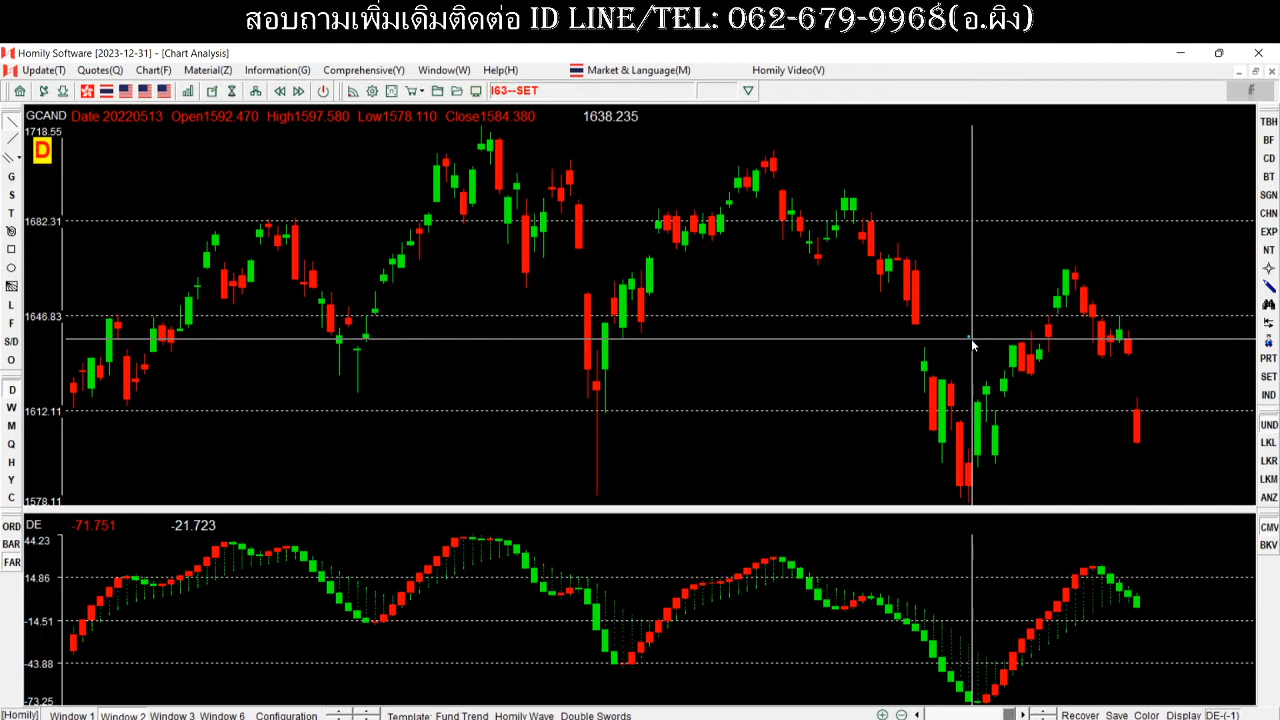 สอบถามเพิ่มเติมติดต่อ ID LINE/TEL: 062-679-9968(อ.ผิง)
Homily Software [2023-12-31] - [Chart Analysis]
Update(T) Quotes(Q) Chart(F) Material(Z) Information(G) Comprehensive(Y) Window(W) Help(H) Market & Language(M) Homily Video(V)
I63--SET
GCAND Date 20220513 Open1592.470 High1597.580 Low1578.110 Close1584.380 1638.235
1718.55
D
1682.31
1646.83
1612.11
1578.11
DE -71.751 -21.723
44.23
14.86
-14.51
-43.88
-73.25
G
S
T
L
F
S/D
O
D
W
M
Q
H
Y
C
ORD
BAR
FAR
TBH
BF
CD
BT
SGN
CHN
EXP
NT
PRT
SET
IND
UND
LKL
LKR
LKM
ANZ
CMV
BKV
[Homily] Window 1 Window 2 Window 3 Window 6 Configuration Template: Fund Trend Homily Wave Double Swords Recover Save Color Display DE-(-1)